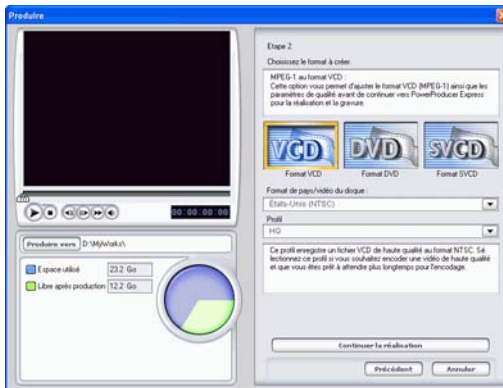 Produire
Etape 2
Choisissez le format à créer.
MPEG-1 au format VCD :
Cette option vous permet d'ajuster le format VCD (MPEG-1) ainsi que les
paramètres de qualité avant de continuer vers PowerProducer Express
pour la réalisation et la gravure.
VCD
DVD
SVCD
Format VCD
Format DVD
Format SVCD
Format de pays/vidéo du disque :
États-Unis (NTSC)
Profil
HQ
Ce profil enregistre un fichier VCD de haute qualité au format NTSC. Sé
lectionnez ce profil si vous souhaitez encoder une vidéo de haute qualité
et que vous êtes prêt à attendre plus longtemps pour l'encodage.
00:00:00:00
Produire vers
D:\MyWorks\
Espace utilisé
23.2 Go
Libre après production
12.2 Go
Continuer la réalisation
Précédent
Annuler